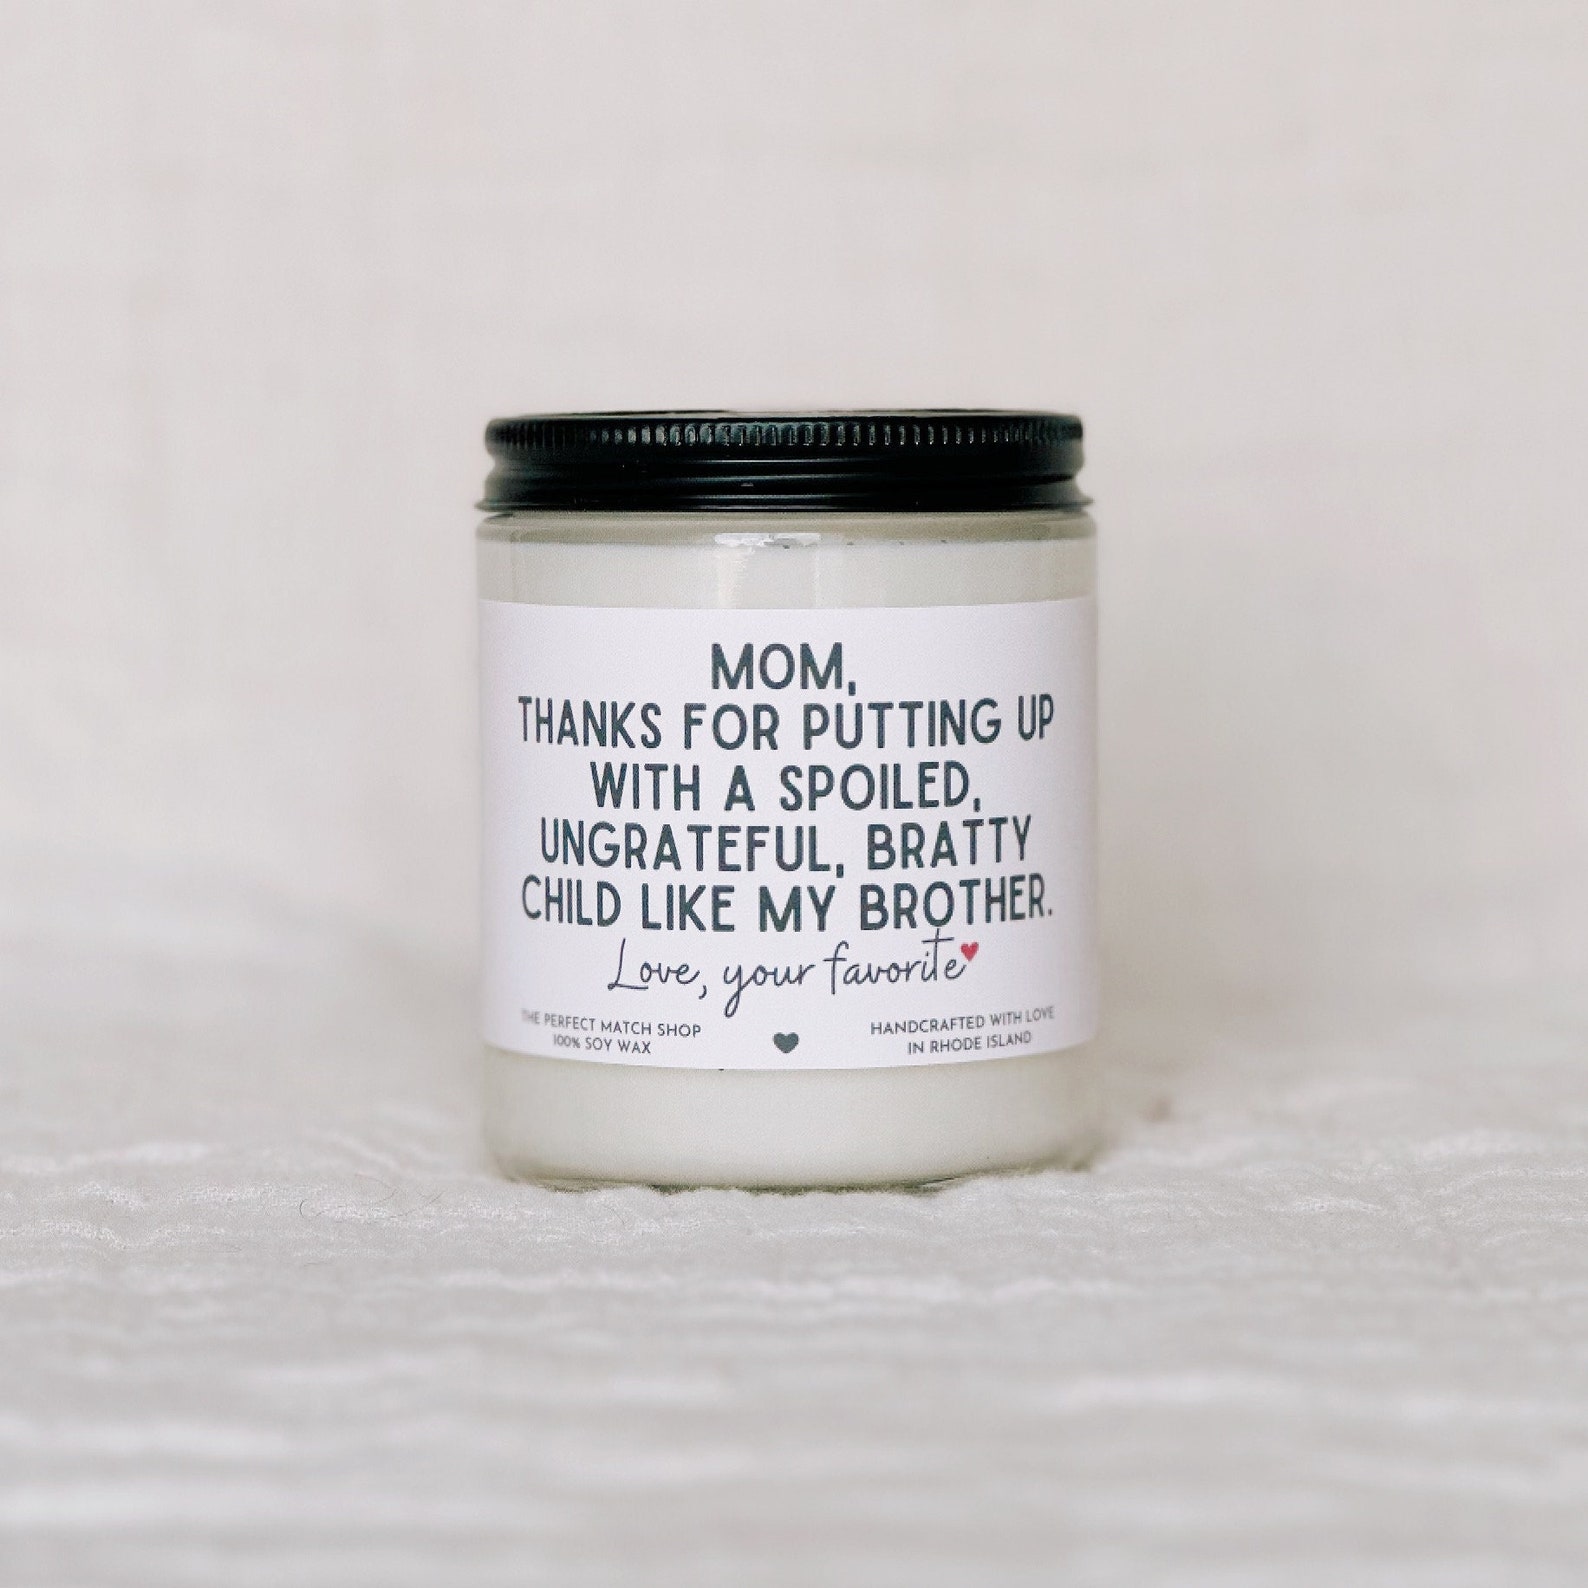 MOM,
THANKS FOR PUTTING UP
WITH A SPOILED,
UNGRATEFUL, BRATTY
CHILD LIKE MY BROTHER.
Love, your favorite
THE PERFECT MATCH SHOP
100% SOY WAX
HANDCRAFTED WITH LOVE
IN RHODE ISLAND